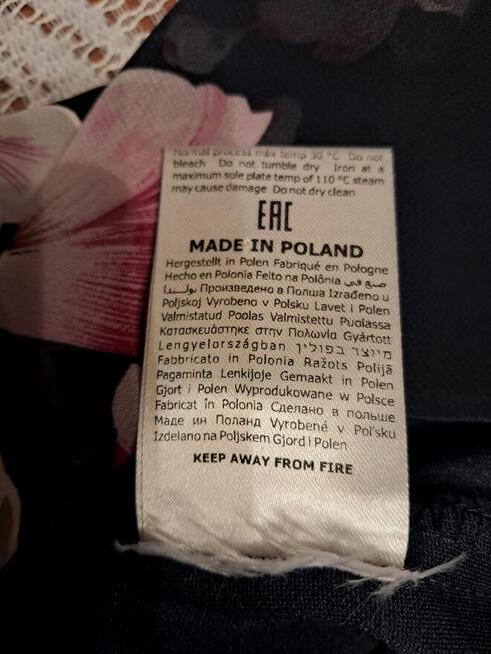 Normal process max temp 30 °C Do not
bleach Do not tumble dry Iron at a
maximum sole plate temp of 110 °C steam
may cause damage Do not dry clean
EAC
MADE IN POLAND
Hergestellt in Polen Fabriqué en Pologne
Hecho en Polonia Feito na Polônia صنع في
بولندا Произведено в Полша Izrađeno u
Poljskoj Vyrobeno v Polsku Lavet i Polen
Valmistatud Poolas Valmistettu Puolassa
Κατασκευάστηκε στην Πολωνία Gyártott
Lengyelországban מיוצר בפולין
Fabbricato in Polonia Ražots Polijā
Pagaminta Lenkijoje Gemaakt in Polen
Gjort i Polen Wyprodukowane w Polsce
Fabricat în Polonia Сделано в польше
Маде ин Поланд Vyrobené v Poľsku
Izdelano na Poljskem Gjord i Polen
KEEP AWAY FROM FIRE